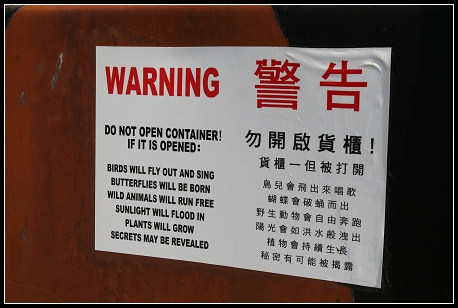 WARNING
DO NOT OPEN CONTAINER!
IF IT IS OPENED:
BIRDS WILL FLY OUT AND SING
BUTTERFLIES WILL BE BORN
WILD ANIMALS WILL RUN FREE
SUNLIGHT WILL FLOOD IN
PLANTS WILL GROW
SECRETS MAY BE REVEALED
警告
勿開啟貨櫃!
貨櫃一但被打開
鳥兒會飛出來唱歌
蝴蝶會破蛹而出
野生動物會自由奔跑
陽光會如洪水般洩出
植物會持續生長
秘密有可能被揭露